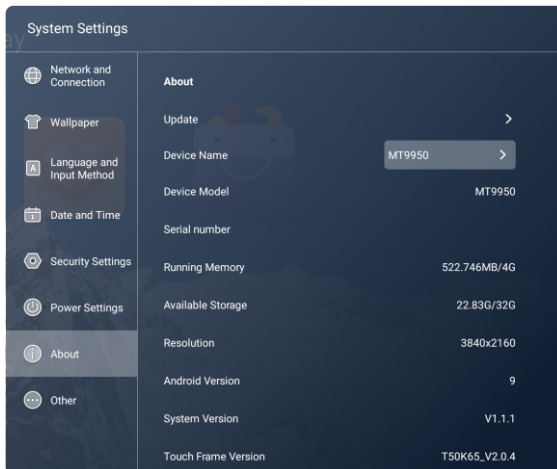 System Settings
Network and
Connection
Wallpaper
Language and
Input Method
Date and Time
Security Settings
Power Settings
About
Other
About
Update
Device Name MT9950
Device Model MT9950
Serial number
Running Memory 522.746MB/4G
Available Storage 22.83G/32G
Resolution 3840x2160
Android Version 9
System Version V1.1.1
Touch Frame Version T50K65_V2.0.4